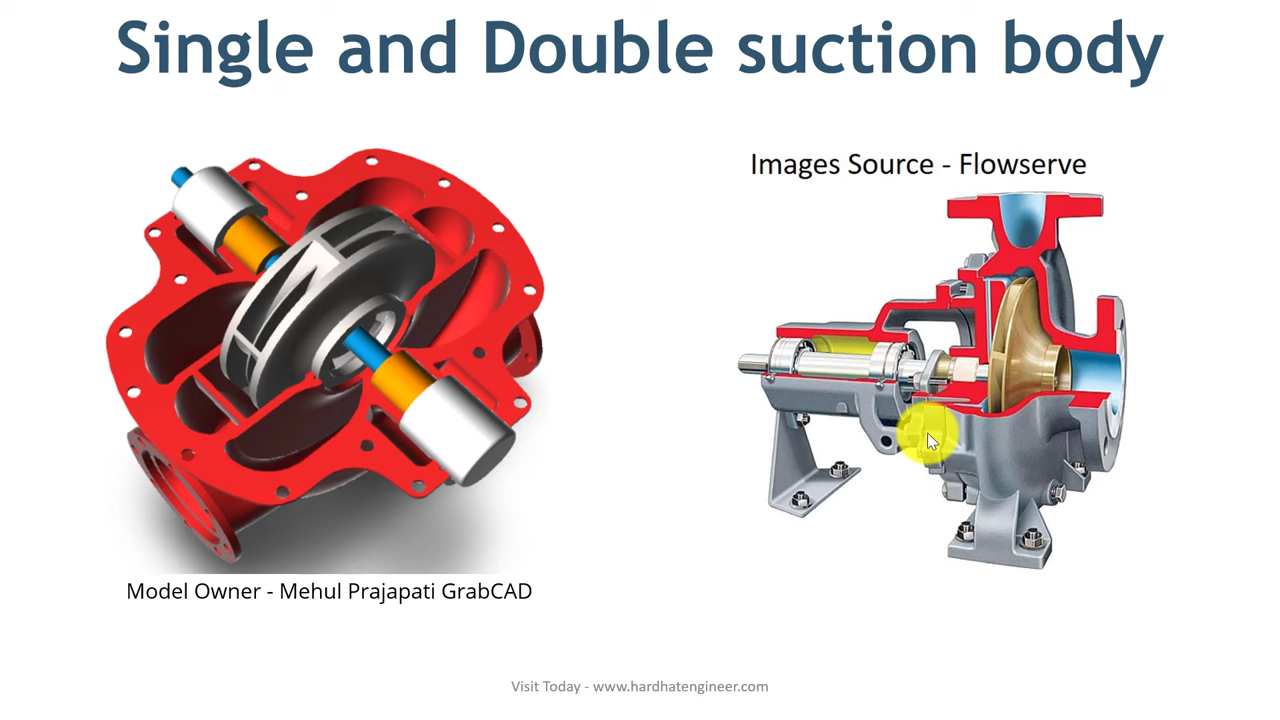 Single and Double suction body
Images Source - Flowserve
Model Owner - Mehul Prajapati GrabCAD
Visit Today - www.hardhatengineer.com